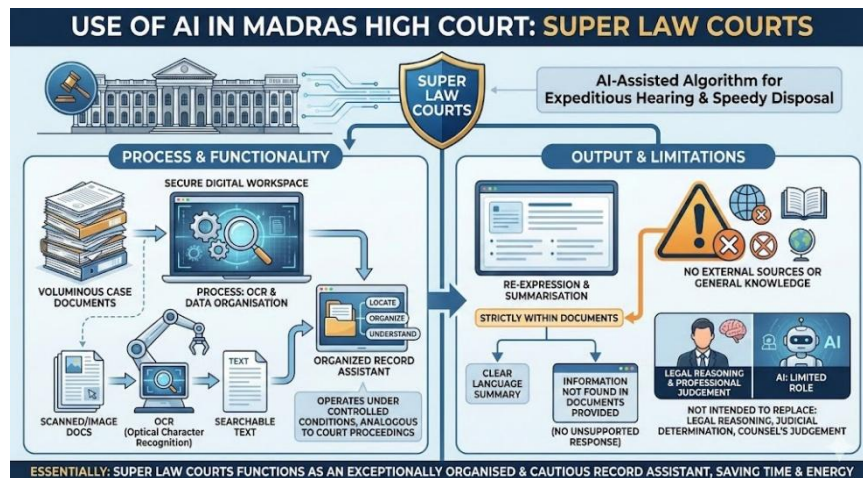 USE OF AI IN MADRAS HIGH COURT: SUPER LAW COURTS
SUPER
LAW
COURTS
AI-Assisted Algorithm for
Expeditious Hearing & Speedy Disposal
PROCESS & FUNCTIONALITY
SECURE DIGITAL WORKSPACE
VOLUMINOUS CASE
DOCUMENTS
PROCESS: OCR &
DATA ORGANISATION
LOCATE
ORGANIZE
UNDERSTAND
ORGANIZED RECORD
ASSISTANT
TEXT
SCANNED/IMAGE
DOCS
OCR
(Optical Character
Recognition)
SEARCHABLE
TEXT
OPERATES UNDER
CONTROLLED
CONDITIONS, ANALOGOUS
TO COURT PROCEEDINGS
OUTPUT & LIMITATIONS
RE-EXPRESSION &
SUMMARISATION
NO EXTERNAL SOURCES OR
GENERAL KNOWLEDGE
STRICTLY WITHIN DOCUMENTS
CLEAR
LANGUAGE
SUMMARY
INFORMATION
NOT FOUND IN
DOCUMENTS
PROVIDED
(NO UNSUPPORTED
RESPONSE)
AI
LEGAL REASONING
& PROFESSIONAL
JUDGEMENT
AI: LIMITED
ROLE
NOT INTENDED TO REPLACE:
LEGAL REASONING, JUDICIAL
DETERMINATION, COUNSEL'S JUDGEMENT
ESSENTIALLY: SUPER LAW COURTS FUNCTIONS AS AN EXCEPTIONALLY ORGANISED & CAUTIOUS RECORD ASSISTANT, SAVING TIME & ENERGY